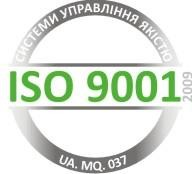 СИСТЕМИ УПРАВЛІННЯ ЯКІСТЮ
ISO 9001
2009
UA. MQ. 037